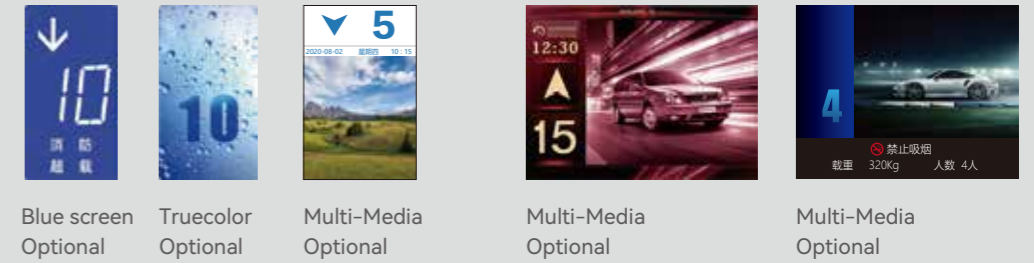 10
消 防
超 载
10
5
2020-08-02 星期四 10:15
12:30
15
4
禁止吸烟
载重 320Kg 人数 4人
Blue screen
Optional
Truecolor
Optional
Multi-Media
Optional
Multi-Media
Optional
Multi-Media
Optional